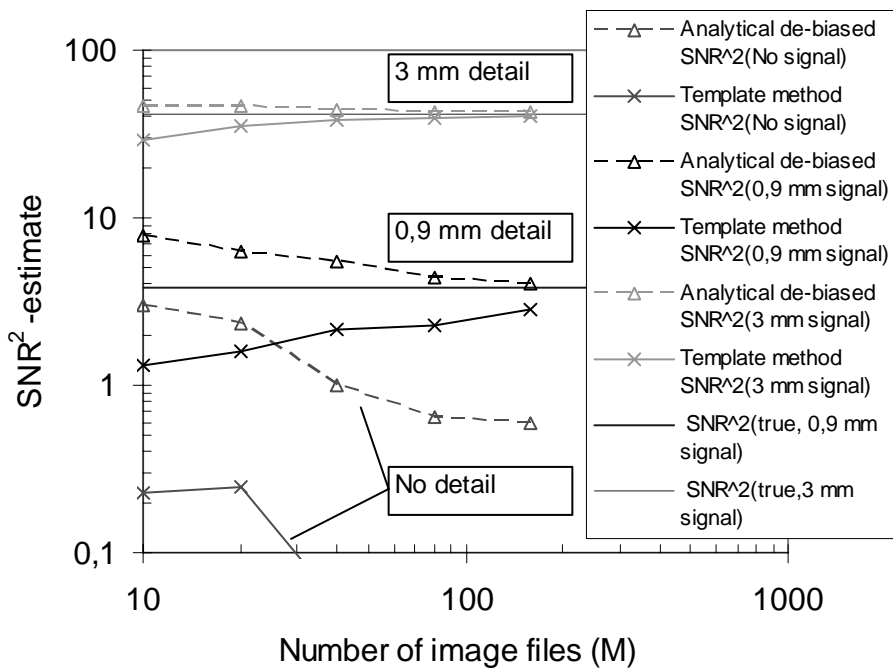 100
10
1
0,1
10
100
1000
SNR² -estimate
Number of image files (M)
3 mm detail
0,9 mm detail
No detail
Analytical de-biased
SNR^2(No signal)
Template method
SNR^2(No signal)
Analytical de-biased
SNR^2(0,9 mm signal)
Template method
SNR^2(0,9 mm signal)
Analytical de-biased
SNR^2(3 mm signal)
Template method
SNR^2(3 mm signal)
SNR^2(true, 0,9 mm
signal)
SNR^2(true,3 mm
signal)